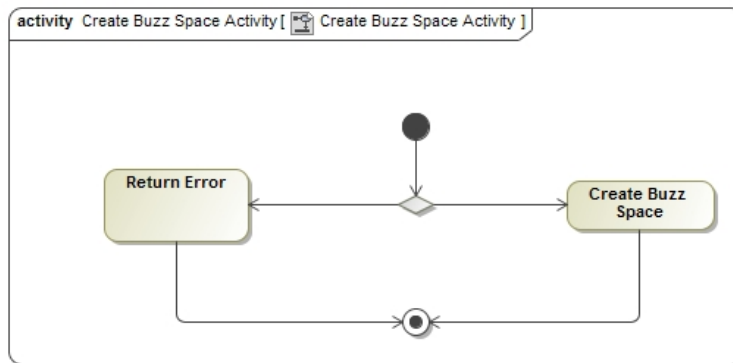 activity Create Buzz Space Activity [ Create Buzz Space Activity ]
Return Error
Create Buzz
Space